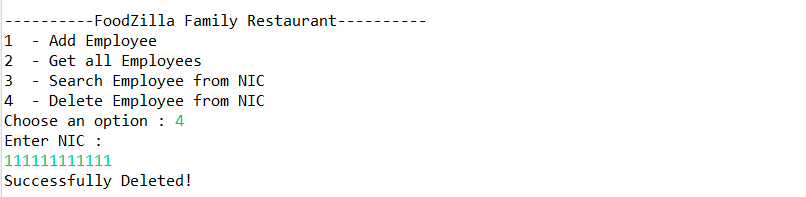 ----------FoodZilla Family Restaurant----------
1  - Add Employee
2  - Get all Employees
3  - Search Employee from NIC
4  - Delete Employee from NIC
Choose an option : 4
Enter NIC :
111111111111
Successfully Deleted!